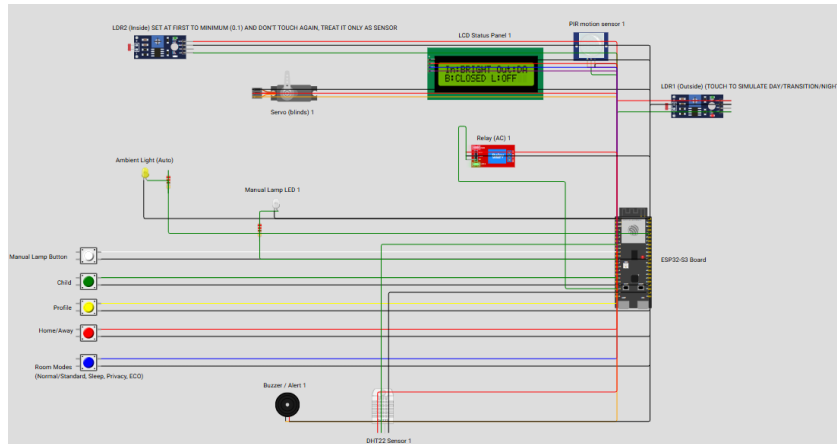 LDR2 (Inside) SET AT FIRST TO MINIMUM (0.1) AND DON'T TOUCH AGAIN, TREAT IT ONLY AS SENSOR
LCD Status Panel 1
PIR motion sensor 1
In:BRIGHT Out:DA
B:CLOSED L:OFF
LDR1 (Outside) (TOUCH TO SIMULATE DAY/TRANSITION/NIGH
Servo (blinds) 1
Relay (AC) 1
Ambient Light (Auto)
Manual Lamp LED 1
Manual Lamp Button
ESP32-S3 Board
Child
Profile
Home/Away
Room Modes
(Normal/Standard, Sleep, Privacy, ECO)
Buzzer / Alert 1
DHT22 Sensor 1